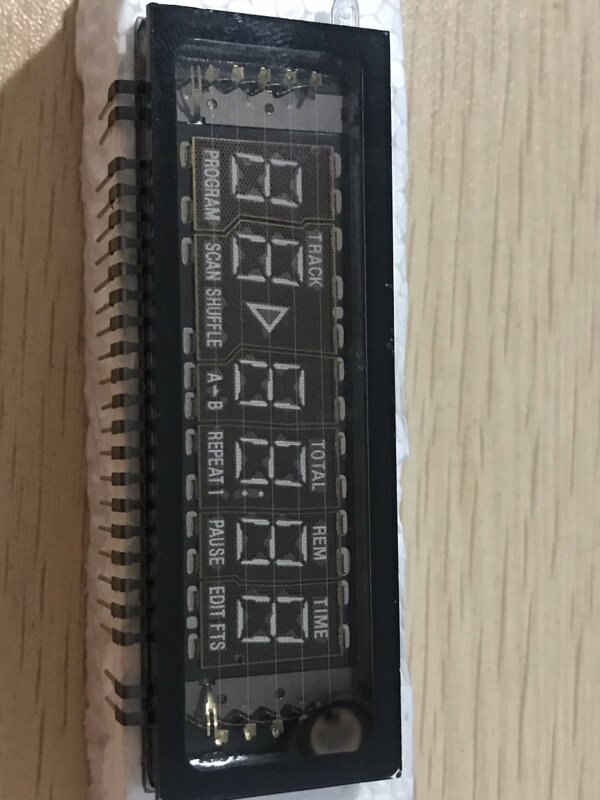 TRACK TOTAL REM TIME
PROGRAM SCAN SHUFFLE A B REPEAT 1 PAUSE EDIT FTS